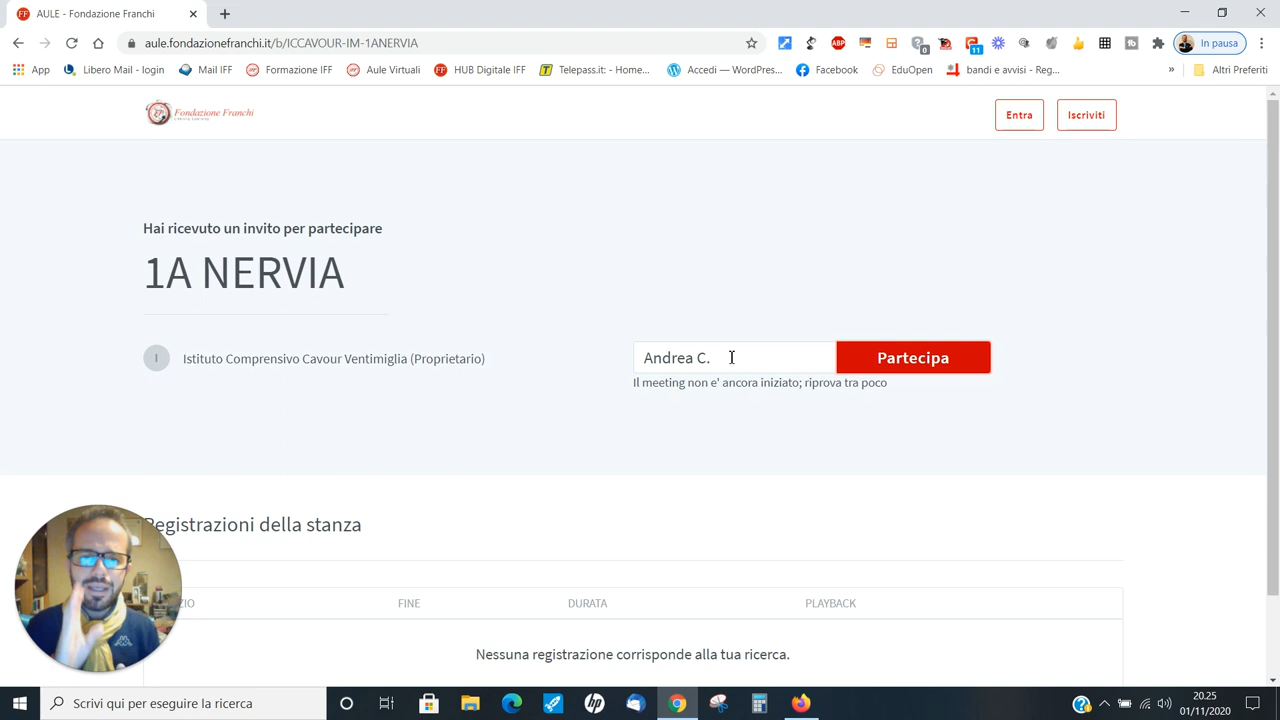 AULE - Fondazione Franchi
aule.fondazionefranchi.it/b/ICCAVOUR-IM-1ANERVIA
ABP
0
11
In pausa
App
Libero Mail - login
Mail IFF
Formazione IFF
Aule Virtuali
HUB Digitale IFF
Telepass.it: - Home...
Accedi — WordPres...
Facebook
EduOpen
bandi e avvisi - Reg...
»
Altri Preferiti
Fondazione Franchi
Entra
Iscriviti
Hai ricevuto un invito per partecipare
1A NERVIA
I
Istituto Comprensivo Cavour Ventimiglia (Proprietario)
Andrea C.
Partecipa
Il meeting non e' ancora iniziato; riprova tra poco
Registrazioni della stanza
ZIO
FINE
DURATA
PLAYBACK
Nessuna registrazione corrisponde alla tua ricerca.
Scrivi qui per eseguire la ricerca
20.25
01/11/2020